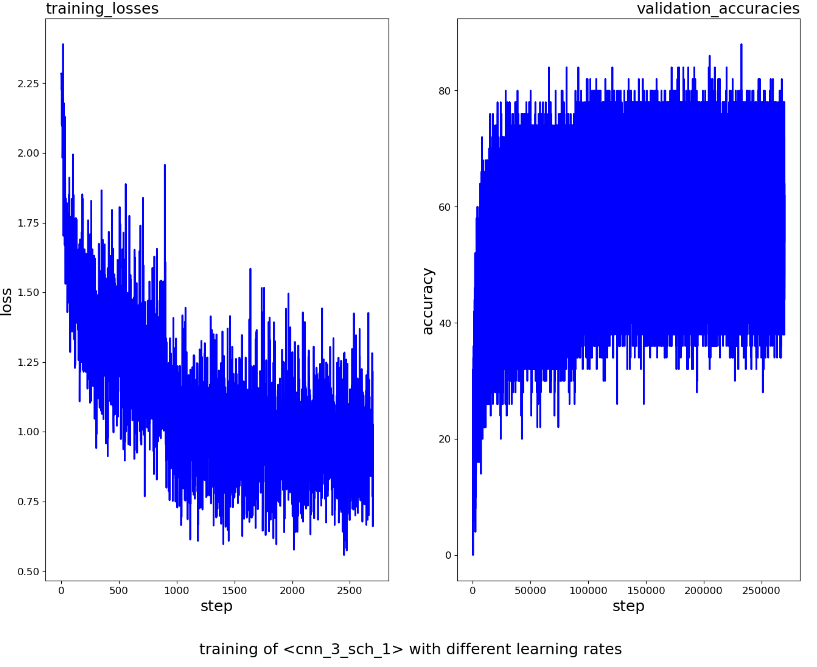 training_losses
validation_accuracies
2.25
2.00
1.75
1.50
1.25
1.00
0.75
0.50
loss
0 500 1000 1500 2000 2500
step
80
60
40
20
0
accuracy
0 50000 100000 150000 200000 250000
step
training of <cnn_3_sch_1> with different learning rates